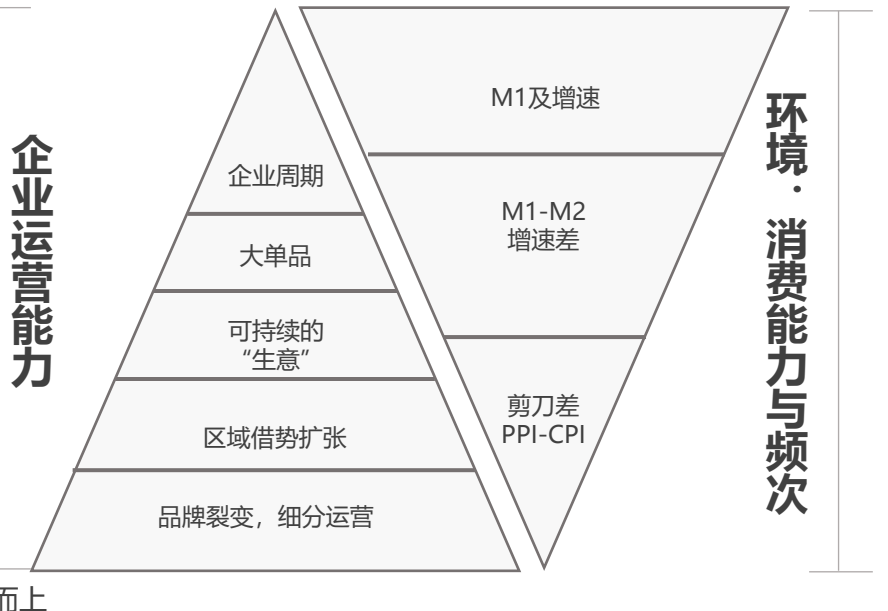 企业运营能力
企业周期
大单品
可持续的
“生意”
区域借势扩张
品牌裂变，细分运营
M1及增速
M1-M2
增速差
剪刀差
PPI-CPI
环境：消费能力与频次
而上